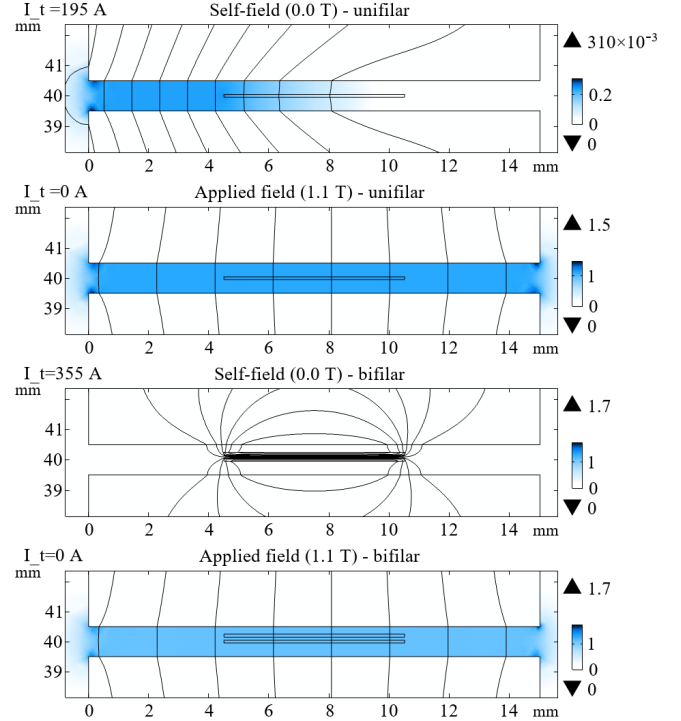 I_t =195 A
Self-field (0.0 T) - unifilar
mm
▲ 310×10⁻³
41
40
39
0.2
0
▼ 0
0 2 4 6 8 10 12 14 mm
I_t =0 A
Applied field (1.1 T) - unifilar
mm
▲ 1.5
41
40
39
1
0
▼ 0
0 2 4 6 8 10 12 14 mm
I_t=355 A
Self-field (0.0 T) - bifilar
mm
▲ 1.7
41
40
39
1
0
▼ 0
0 2 4 6 8 10 12 14 mm
I_t=0 A
Applied field (1.1 T) - bifilar
mm
▲ 1.7
41
40
39
1
0
▼ 0
0 2 4 6 8 10 12 14 mm